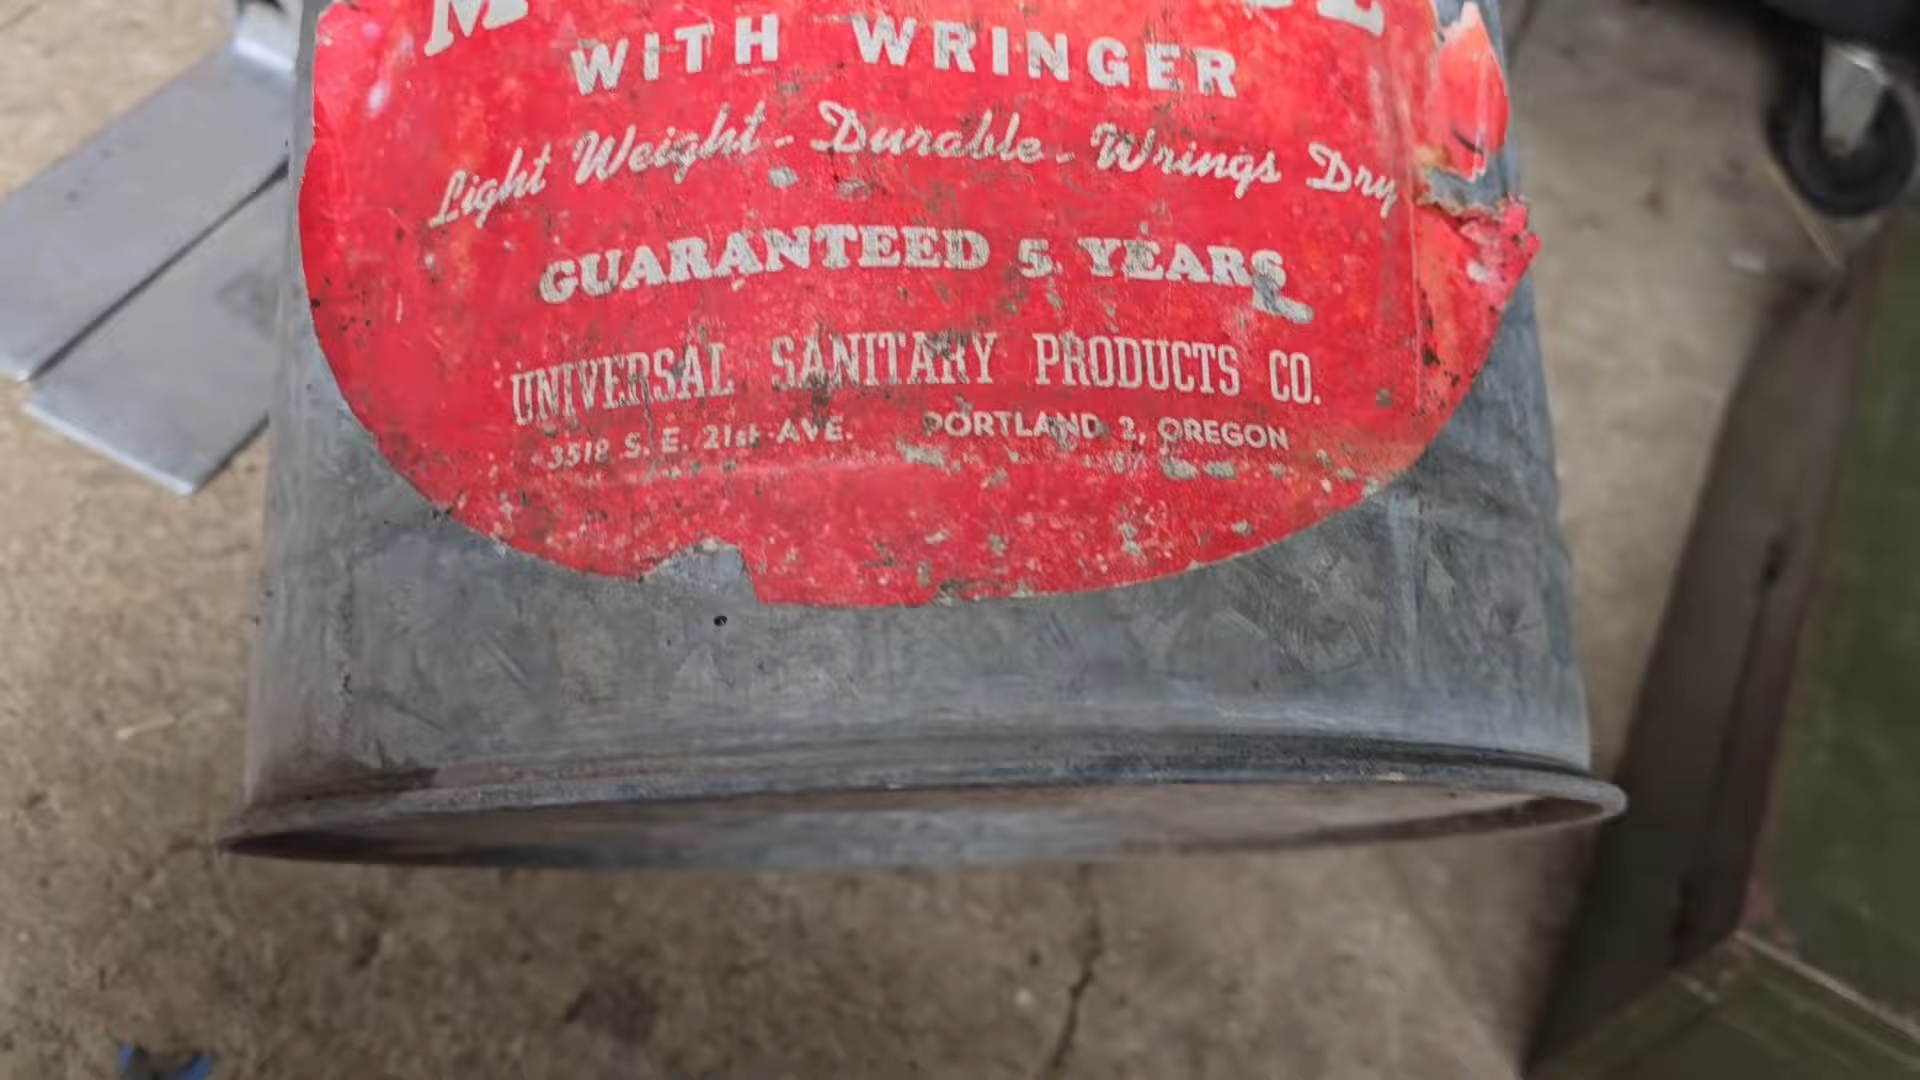 WITH WRINGER
Light Weight - Durable - Wrings Dry
GUARANTEED 5 YEARS
UNIVERSAL SANITARY PRODUCTS CO.
S. E. 21st AVE. PORTLAND 2, OREGON